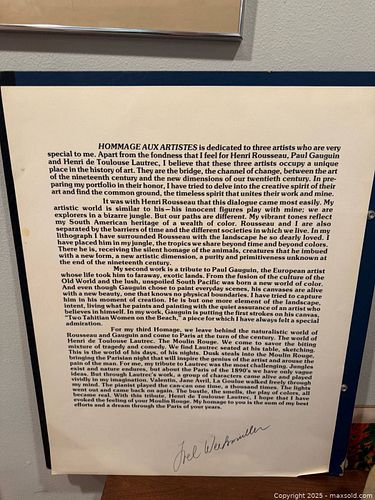 HOMMAGE AUX ARTISTES is dedicated to three artists who are very
special to me. Apart from the fondness that I feel for Henri Rousseau, Paul Gauguin
and Henri de Toulouse Lautrec, I believe that these three artists occupy a unique
place in the history of art. They are the bridge, the channel of change, between the art
of the nineteenth century and the new dimensions of our twentieth century. In pre-
paring my portfolio in their honor, I have tried to delve into the creative spirit of their
art and find the common ground, the timeless spirit that unites their work and mine.
It was with Henri Rousseau that this dialogue came most easily. My
artistic world is similar to his—his innocent figures play with mine; we are
explorers in a bizarre jungle. But our paths are different. My vibrant tones reflect
my South American heritage of a wealth of color. Rousseau and I are also
separated by the barriers of time and the different societies in which we live. In my
lithograph I have surrounded Rousseau with the landscape he so dearly loved. I
have placed him in my jungle, the tropics we share beyond time and beyond colors.
There he is, receiving the silent homage of the animals, creatures that he imbued
with a new form, a new artistic dimension, a purity and primitiveness unknown at
the end of the nineteenth century.
My second work is a tribute to Paul Gauguin, the European artist
whose life took him to faraway, exotic lands. From the fusion of the culture of the
Old World and the lush, unspoiled South Pacific was born a new world of color.
And even though Gauguin chose to paint everyday scenes, his canvases are alive
with a new honesty, one that knows no physical boundaries. I have tried to capture
him in his moment of creation. He is but one more element of the landscape,
intent, living what he paints and painting with the quiet assurance of an artist who
believes in himself. In my work, Gauguin is putting the first strokes on his canvas,
"Two Tahitian Women on the Beach," a piece for which I have always felt a special
admiration.
For my third Homage, we leave behind the naturalistic world of
Rousseau and Gauguin and come to Paris at the turn of the century. The world of
Henri de Toulouse Lautrec. The Moulin Rouge. We come to savor the biting
mixture of tragedy and comedy. We find Lautrec seated at his table, sketching.
This is the world of his days, of his nights. Dusk steals into the Moulin Rouge,
bringing the Parisian night that will inspire the genius of the artist and arouse the
pain of the man. For me, my tribute to Lautrec was the most challenging. Jungles
exist and nature endures, but about the Paris of the 1890's we have only vague
ideas. But through Lautrec's work, a group of characters came alive and played
vividly in my imagination. Valentin, Jane Avril, La Goulue walked freely through
my mind. The pianist played the can can one time, a thousand times. The lights
went out and came back on again. The bustle, the smells, the play of colors, all
became real. With this tribute, Henri de Toulouse Lautrec, I hope that I have
evoked the feeling of your Moulin Rouge. My homage to you is the sum of my best
efforts and a dream through the Paris of your years.
Copyright 2025 - maxsold.com